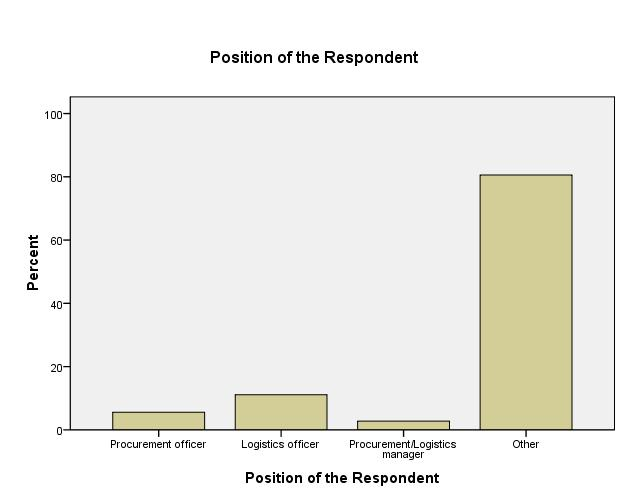 Position of the Respondent
100
80
60
40
20
0
Percent
Procurement officer
Logistics officer
Procurement/Logistics
manager
Other
Position of the Respondent